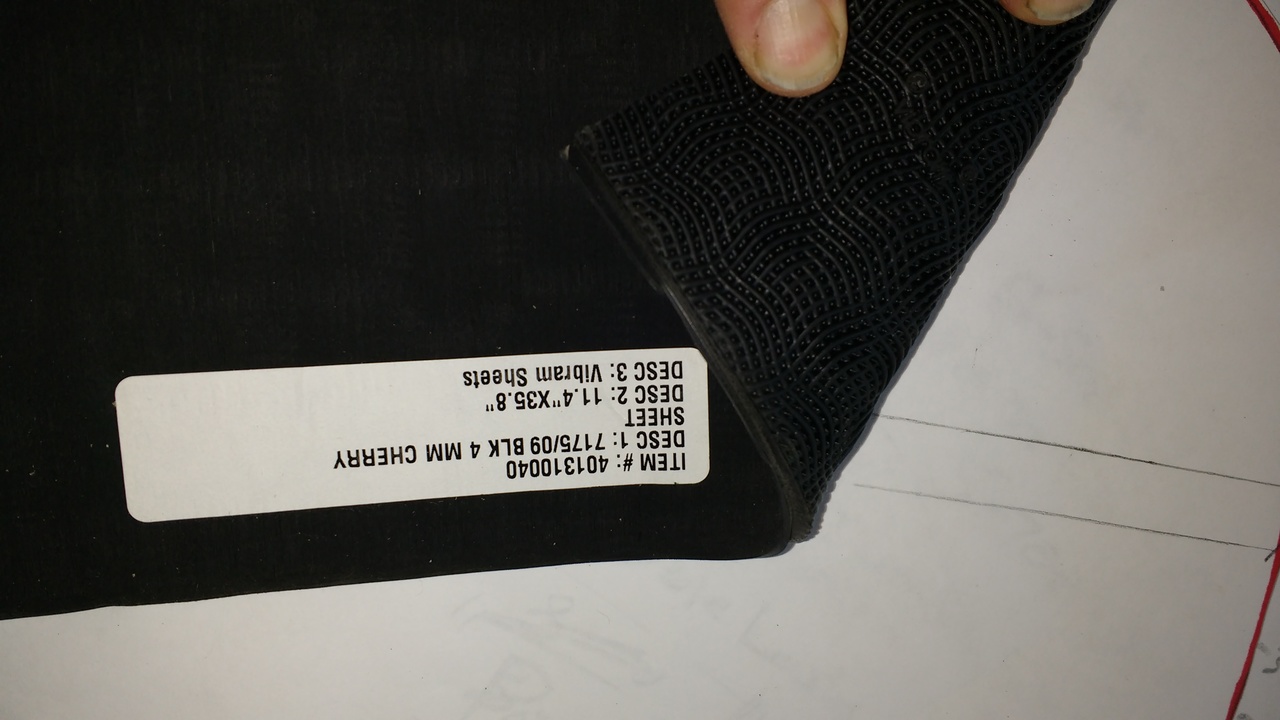 ITEM #: 401310040
DESC 1: 7175/09 BLK 4 MM CHERRY
SHEET
DESC 2: 11.4"X35.8"
DESC 3: Vibram Sheets